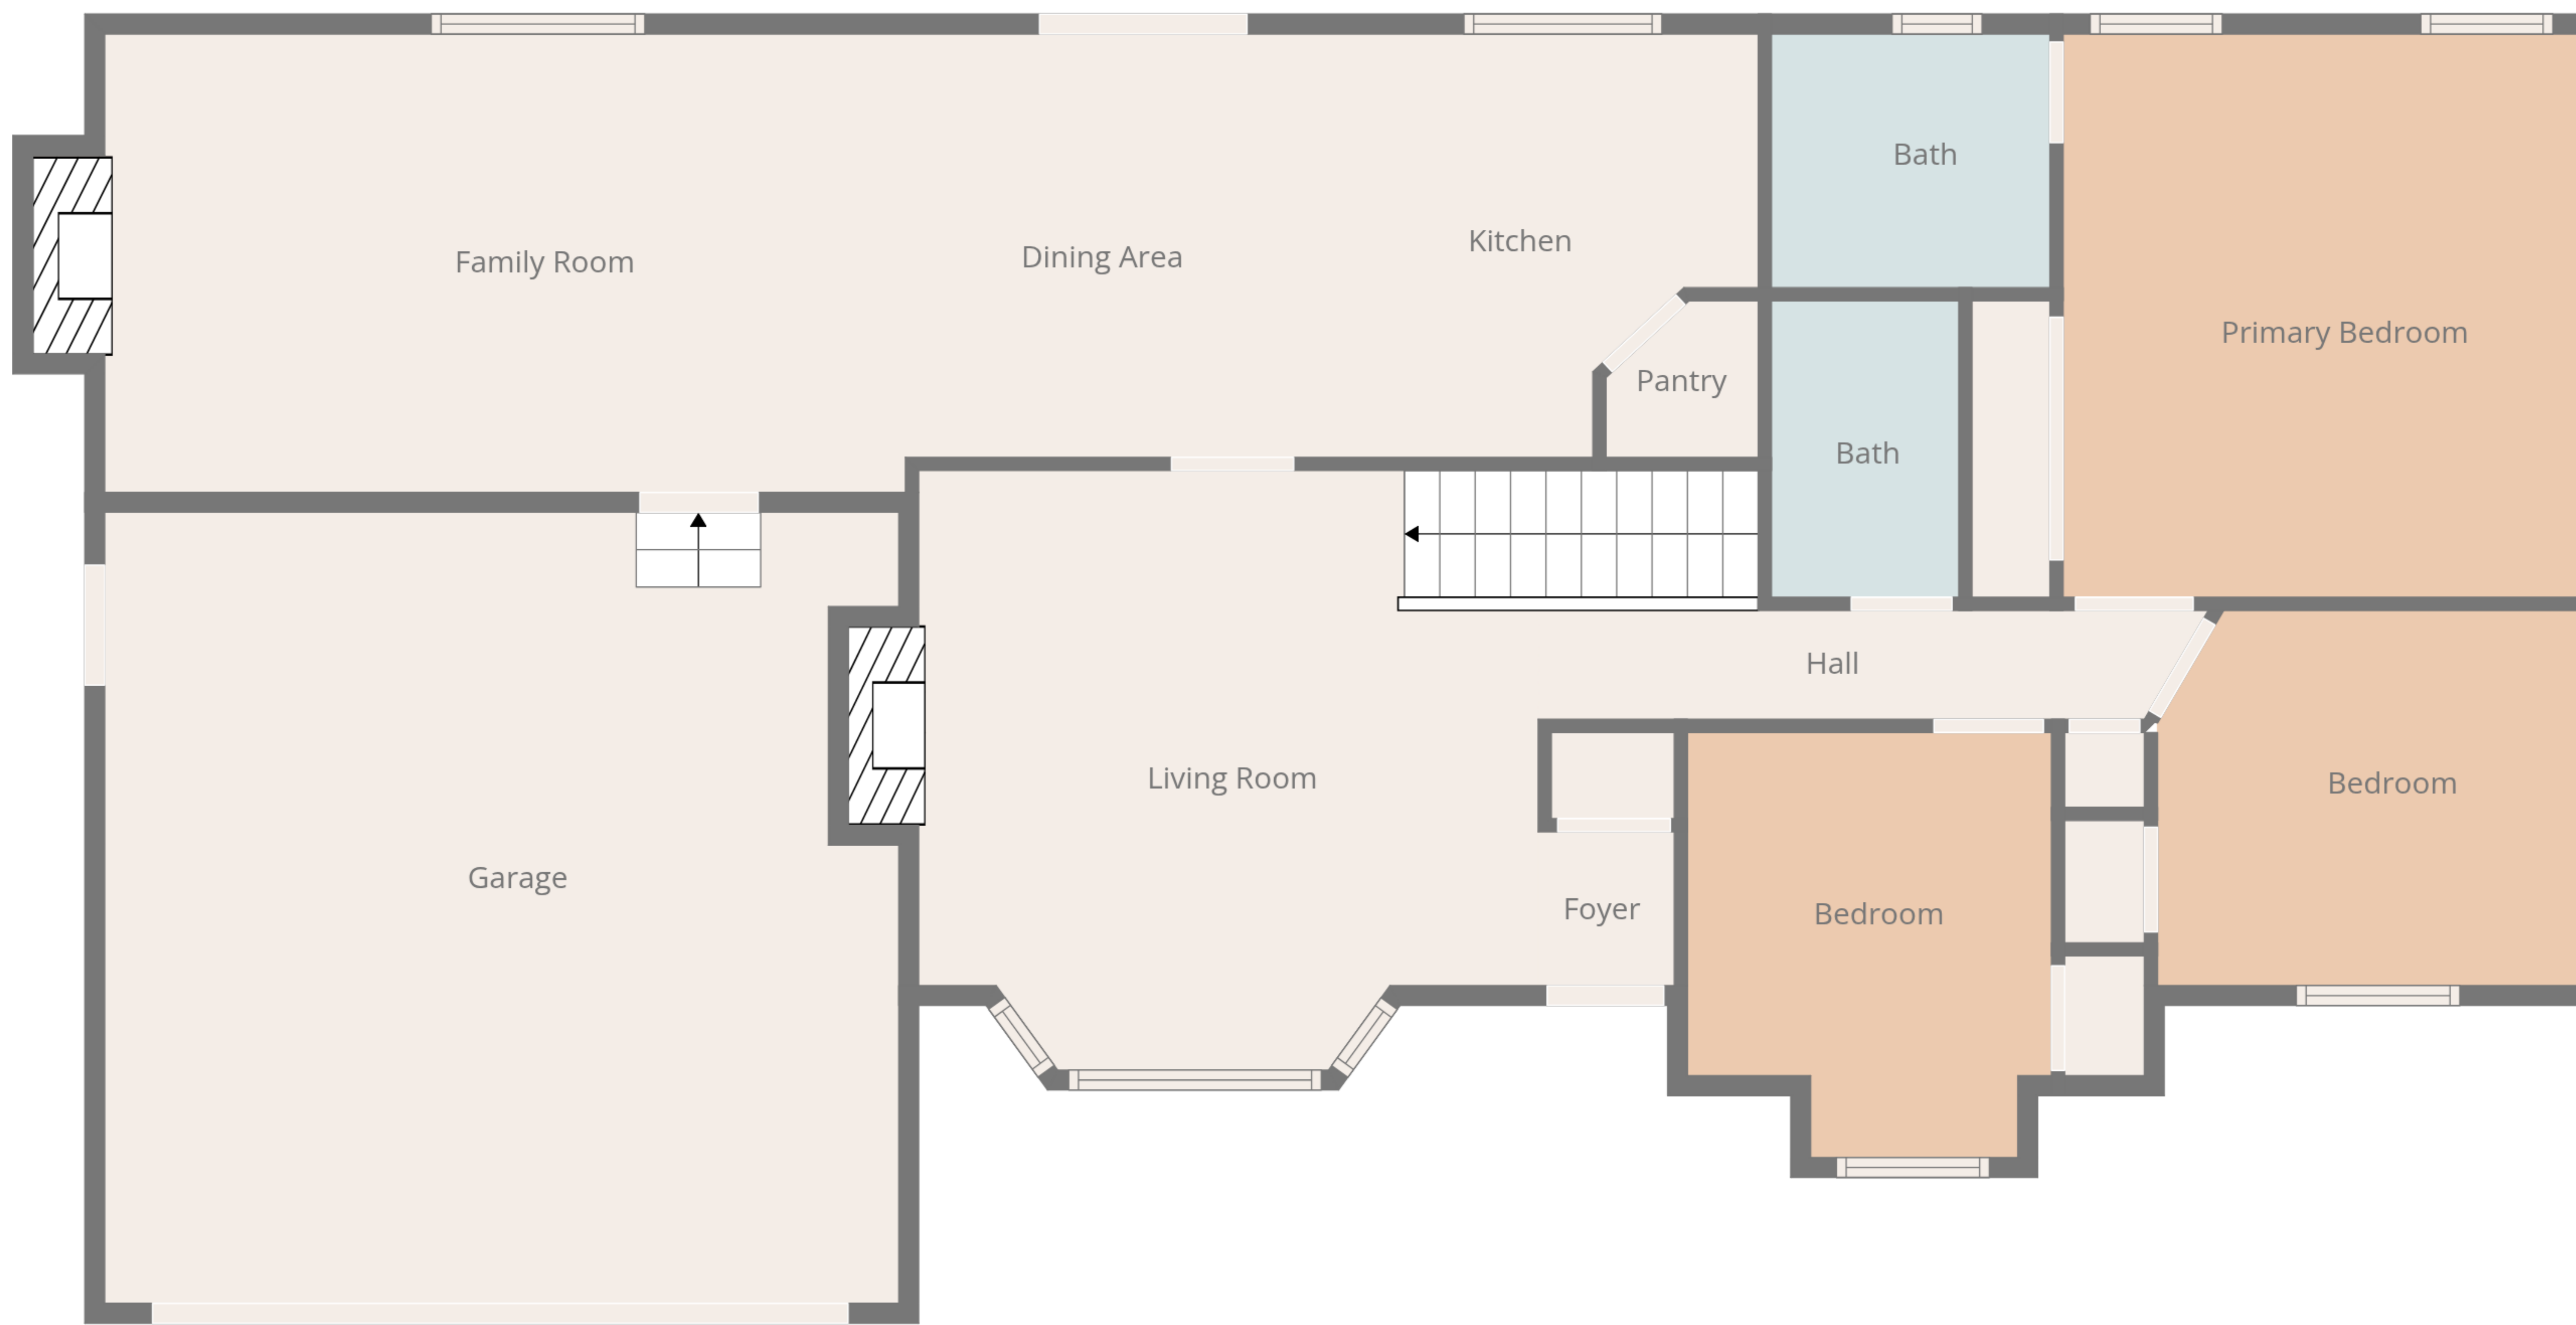 Bath
Kitchen
Dining Area
Family Room
Primary Bedroom
Pantry
Bath
Hall
Living Room
Bedroom
Garage
Foyer
Bedroom